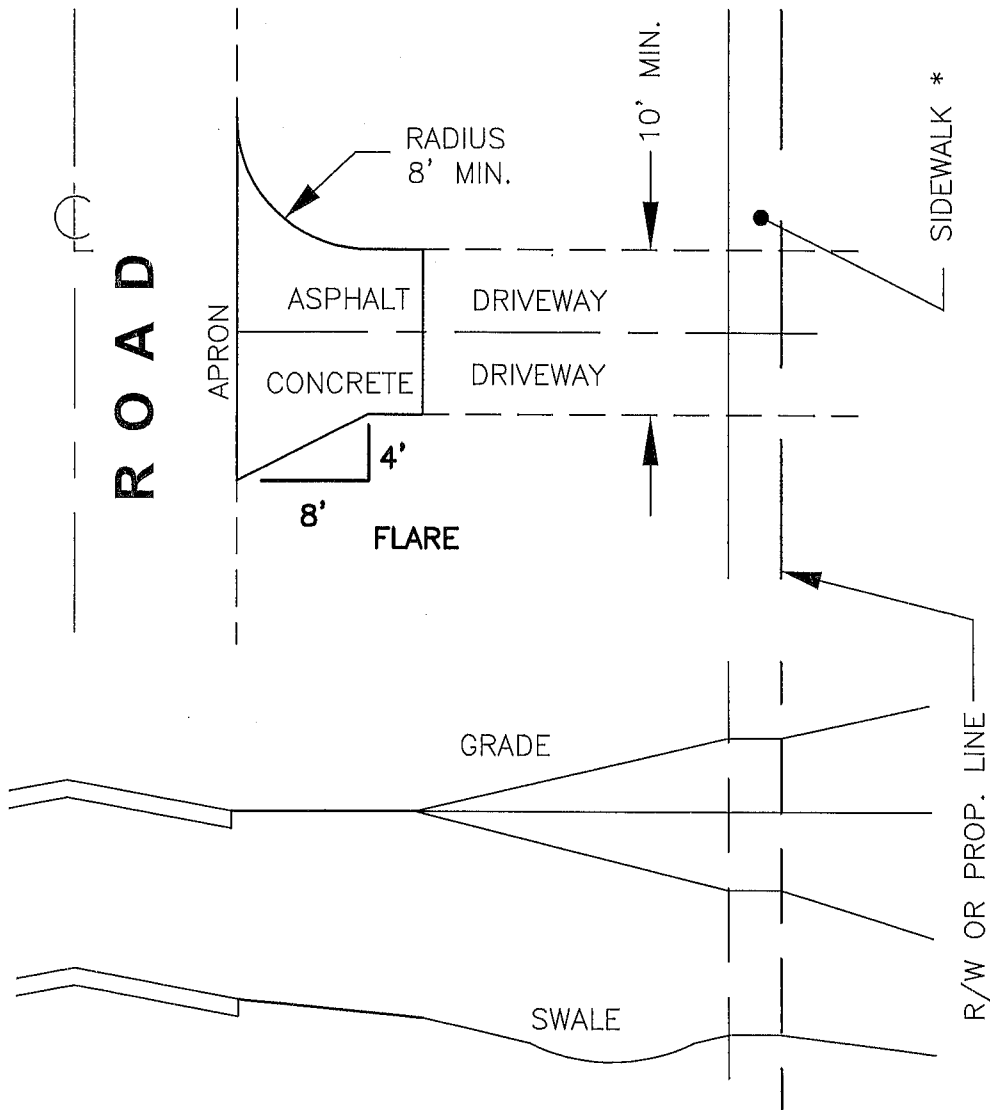 RADIUS
8' MIN.
10' MIN.
SIDEWALK *
℄
ROAD
APRON
ASPHALT
DRIVEWAY
CONCRETE
DRIVEWAY
4'
8'
FLARE
GRADE
R/W OR PROP. LINE
SWALE